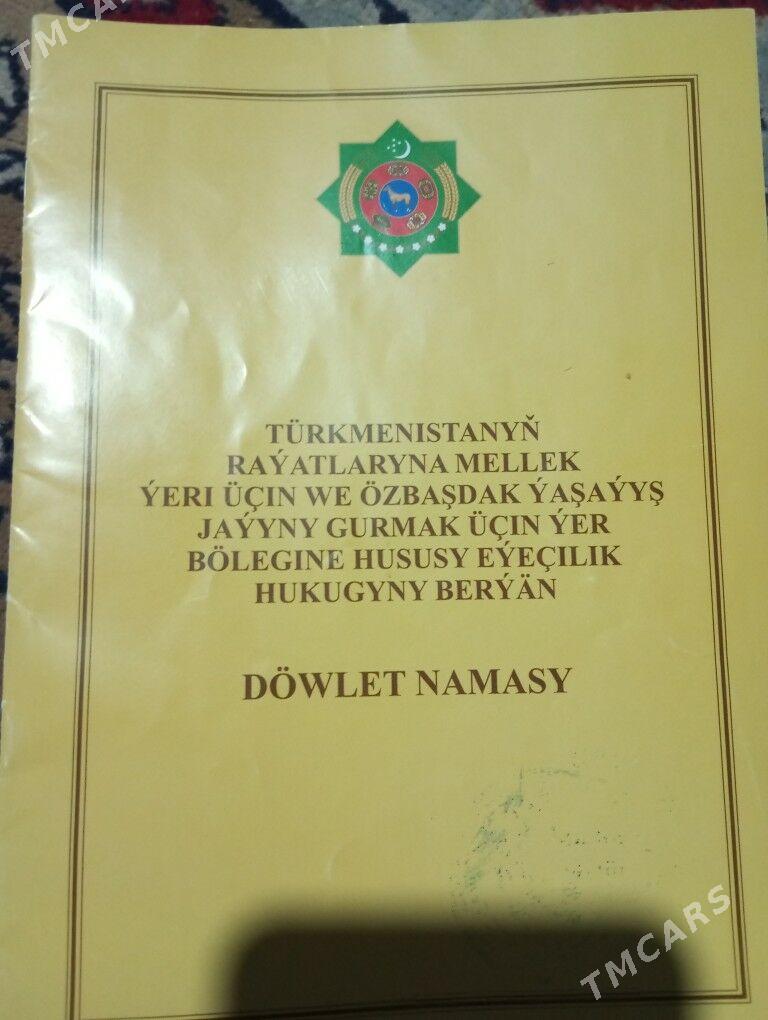 TMCARS
TÜRKMENISTANYŇ
RAÝATLARYNA MELLEK
ÝERI ÜÇIN WE ÖZBAŞDAK ÝAŞAÝYŞ
JAÝYNY GURMAK ÜÇIN ÝER
BÖLEGINE HUSUSY EÝEÇILIK
HUKUGYNY BERÝÄN
DÖWLET NAMASY
TMCARS